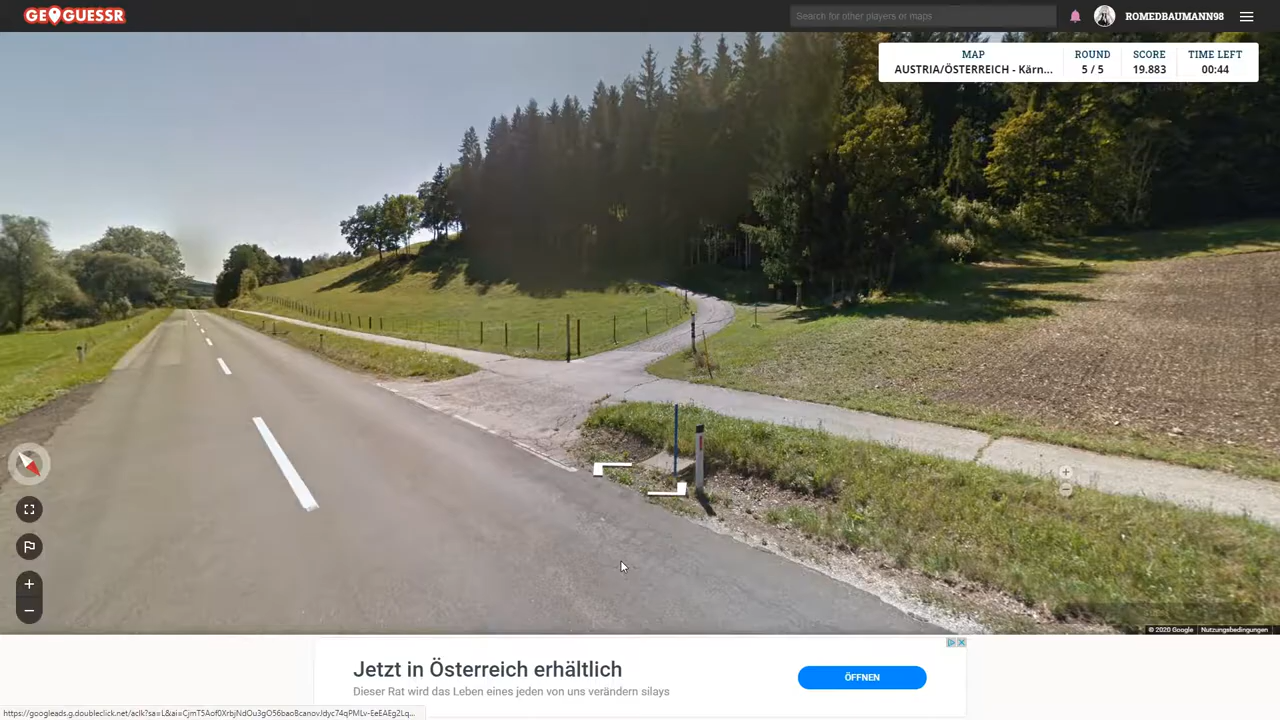 GEOGUESSR
Search for other players or maps
ROMEDBAUMANN98
MAP
AUSTRIA/ÖSTERREICH - Kärn...
ROUND
5 / 5
SCORE
19.883
TIME LEFT
00:44
© 2020 Google
Nutzungsbedingungen
Jetzt in Österreich erhältlich
Dieser Rat wird das Leben eines jeden von uns verändern silays
ÖFFNEN